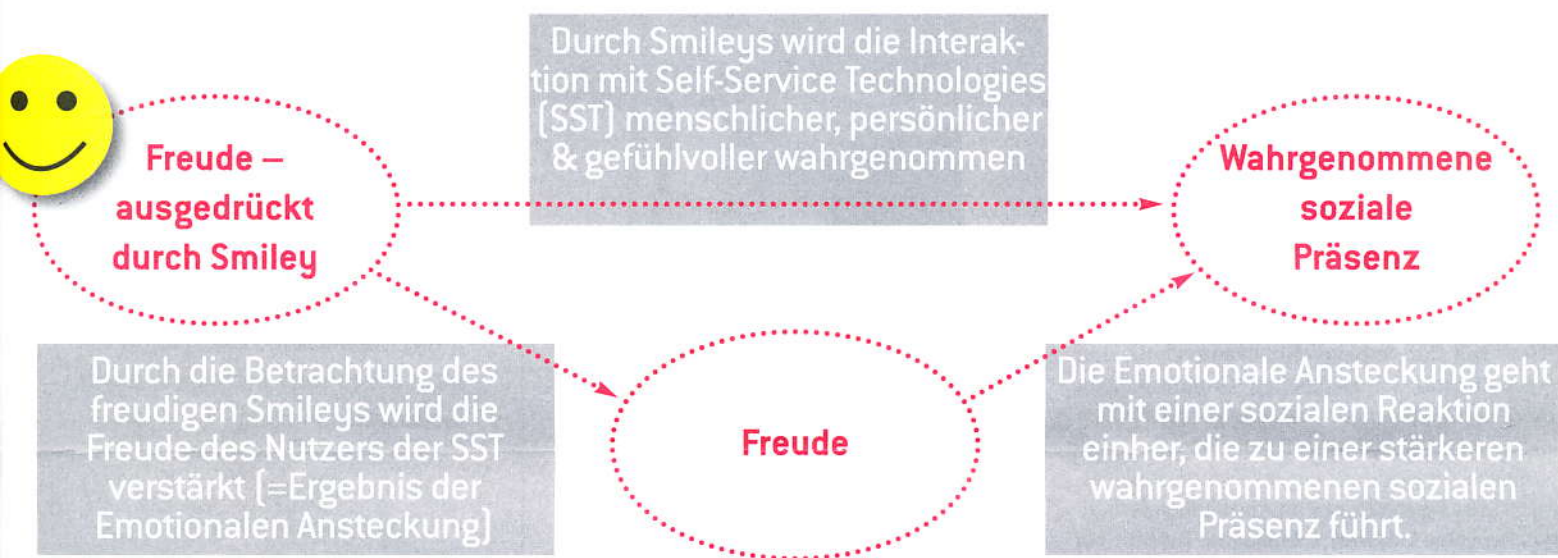 Durch Smileys wird die Interak-
tion mit Self-Service Technologies
(SST) menschlicher, persönlicher
& gefühlvoller wahrgenommen
Freude –
ausgedrückt
durch Smiley
Wahrgenommene
soziale
Präsenz
Durch die Betrachtung des
freudigen Smileys wird die
Freude des Nutzers der SST
verstärkt (=Ergebnis der
Emotionalen Ansteckung)
Freude
Die Emotionale Ansteckung geht
mit einer sozialen Reaktion
einher, die zu einer stärkeren
wahrgenommenen sozialen
Präsenz führt.